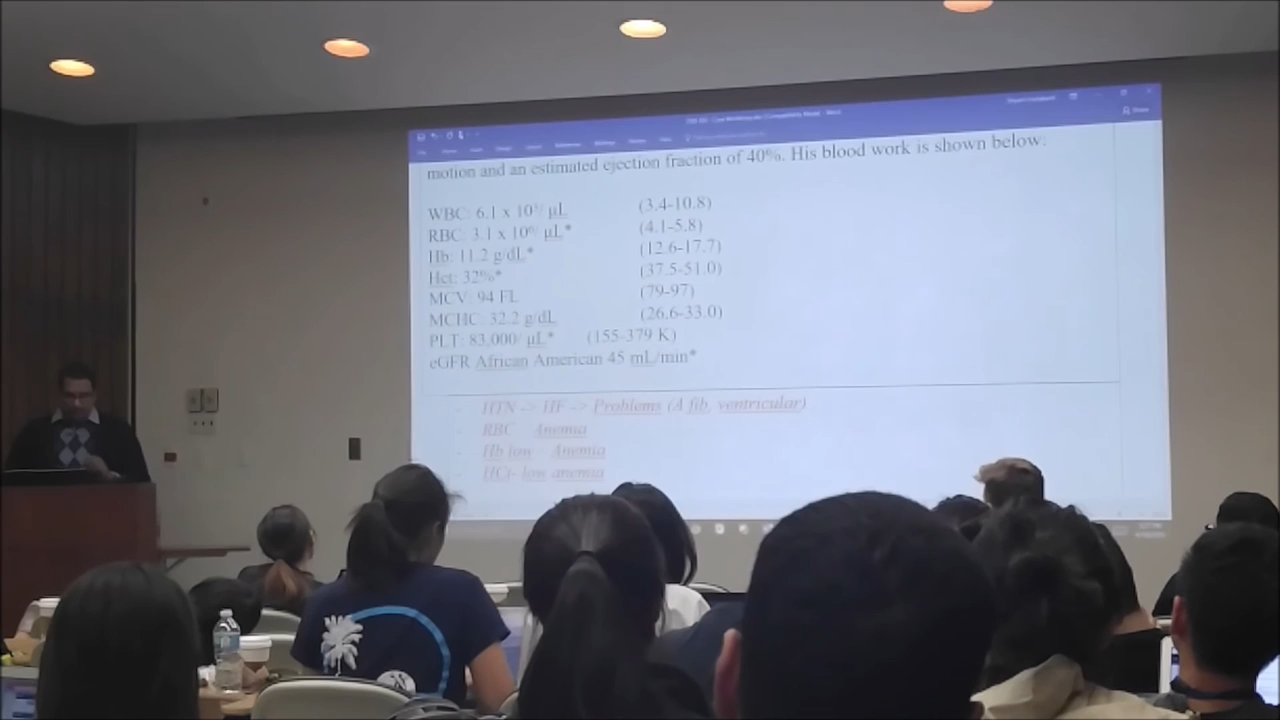 motion and an estimated ejection fraction of 40%. His blood work is shown below:
WBC: 6.1 x 10³/ µL (3.4-10.8)
RBC: 3.1 x 10⁶/ µL* (4.1-5.8)
Hb: 11.2 g/dL* (12.6-17.7)
Hct: 32%* (37.5-51.0)
MCV: 94 FL (79-97)
MCHC: 32.2 g/dL (26.6-33.0)
PLT: 83,000/ µL* (155-379 K)
eGFR African American 45 mL/min*
- HTN -> HF -> Problems (A fib, ventricular)
- RBC – Anemia
- Hb low – Anemia
- HCt- low anemia